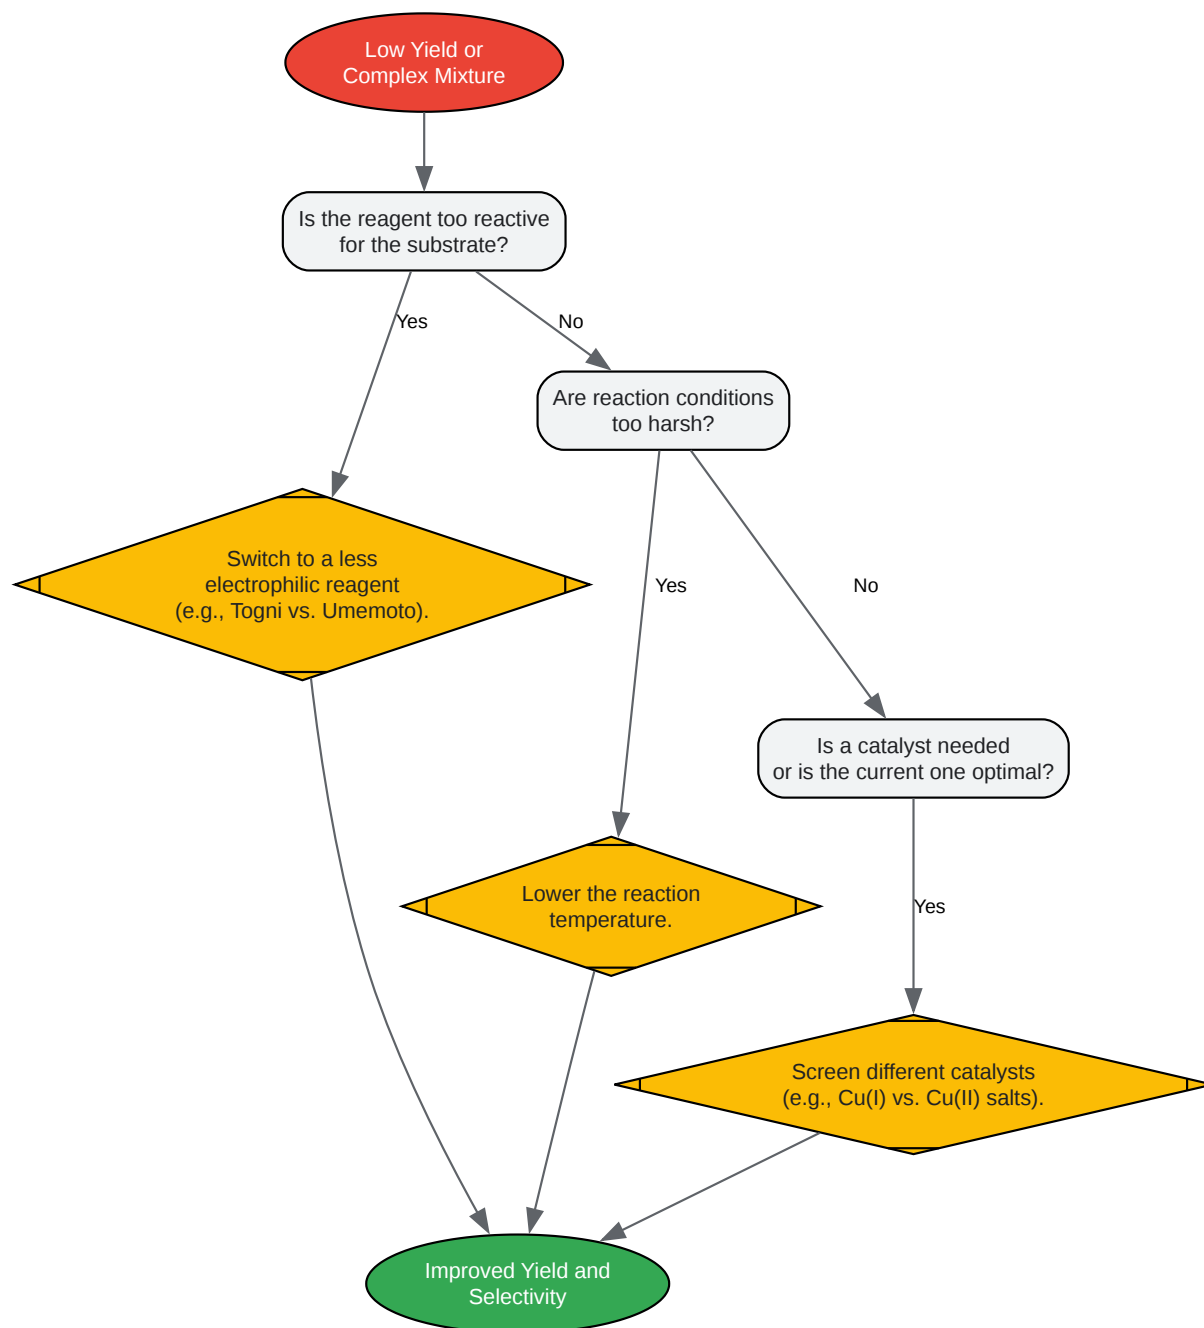 Low Yield or
Complex Mixture
Is the reagent too reactive
for the substrate?
Yes
No
Are reaction conditions
too harsh?
Switch to a less
electrophilic reagent
(e.g., Togni vs. Umemoto).
Yes
No
Is a catalyst needed
or is the current one optimal?
Lower the reaction
temperature.
Yes
Screen different catalysts
(e.g., Cu(I) vs. Cu(II) salts).
Improved Yield and
Selectivity